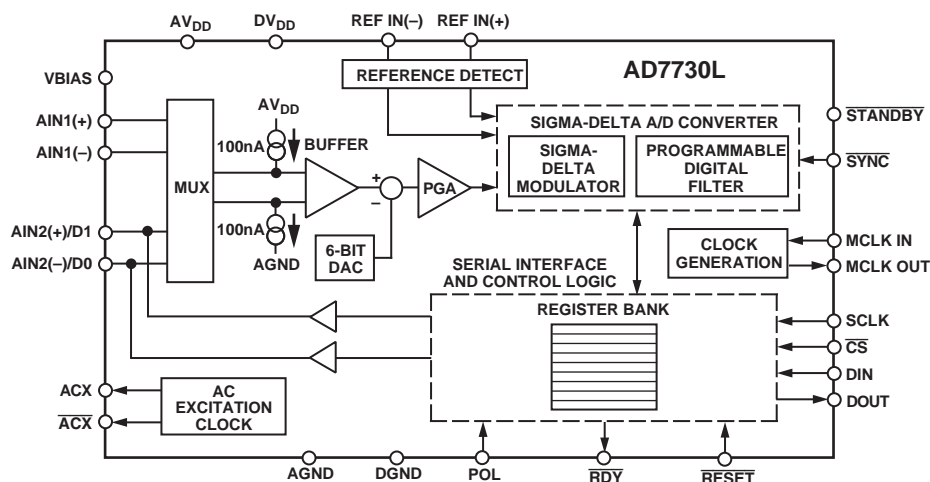 AVDD
DVDD
REF IN(–)
REF IN(+)
VBIAS
REFERENCE DETECT
AD7730L
AIN1(+)
AVDD
STANDBY
100nA
BUFFER
SIGMA-DELTA A/D CONVERTER
AIN1(–)
SIGMA-
DELTA
MODULATOR
PROGRAMMABLE
DIGITAL
FILTER
SYNC
MUX
+
–
PGA
AIN2(+)/D1
100nA
6-BIT
DAC
CLOCK
GENERATION
MCLK IN
AIN2(–)/D0
AGND
MCLK OUT
SERIAL INTERFACE
AND CONTROL LOGIC
REGISTER BANK
SCLK
CS
DIN
ACX
AC
EXCITATION
CLOCK
DOUT
ACX
AGND
DGND
POL
RDY
RESET